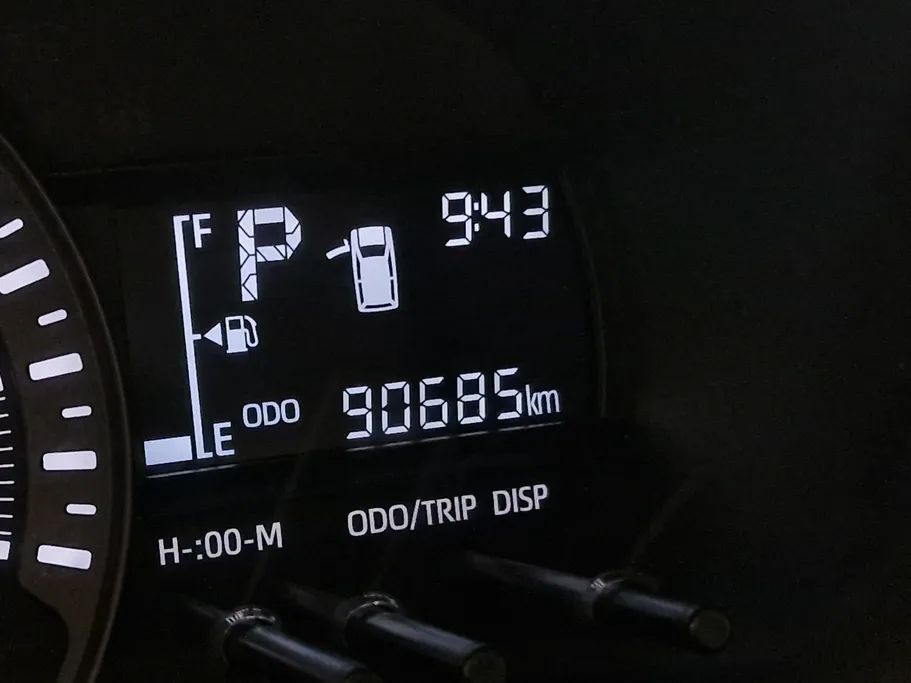 F P 9:43
ODO 90685km
E
H-:00-M ODO/TRIP DISP